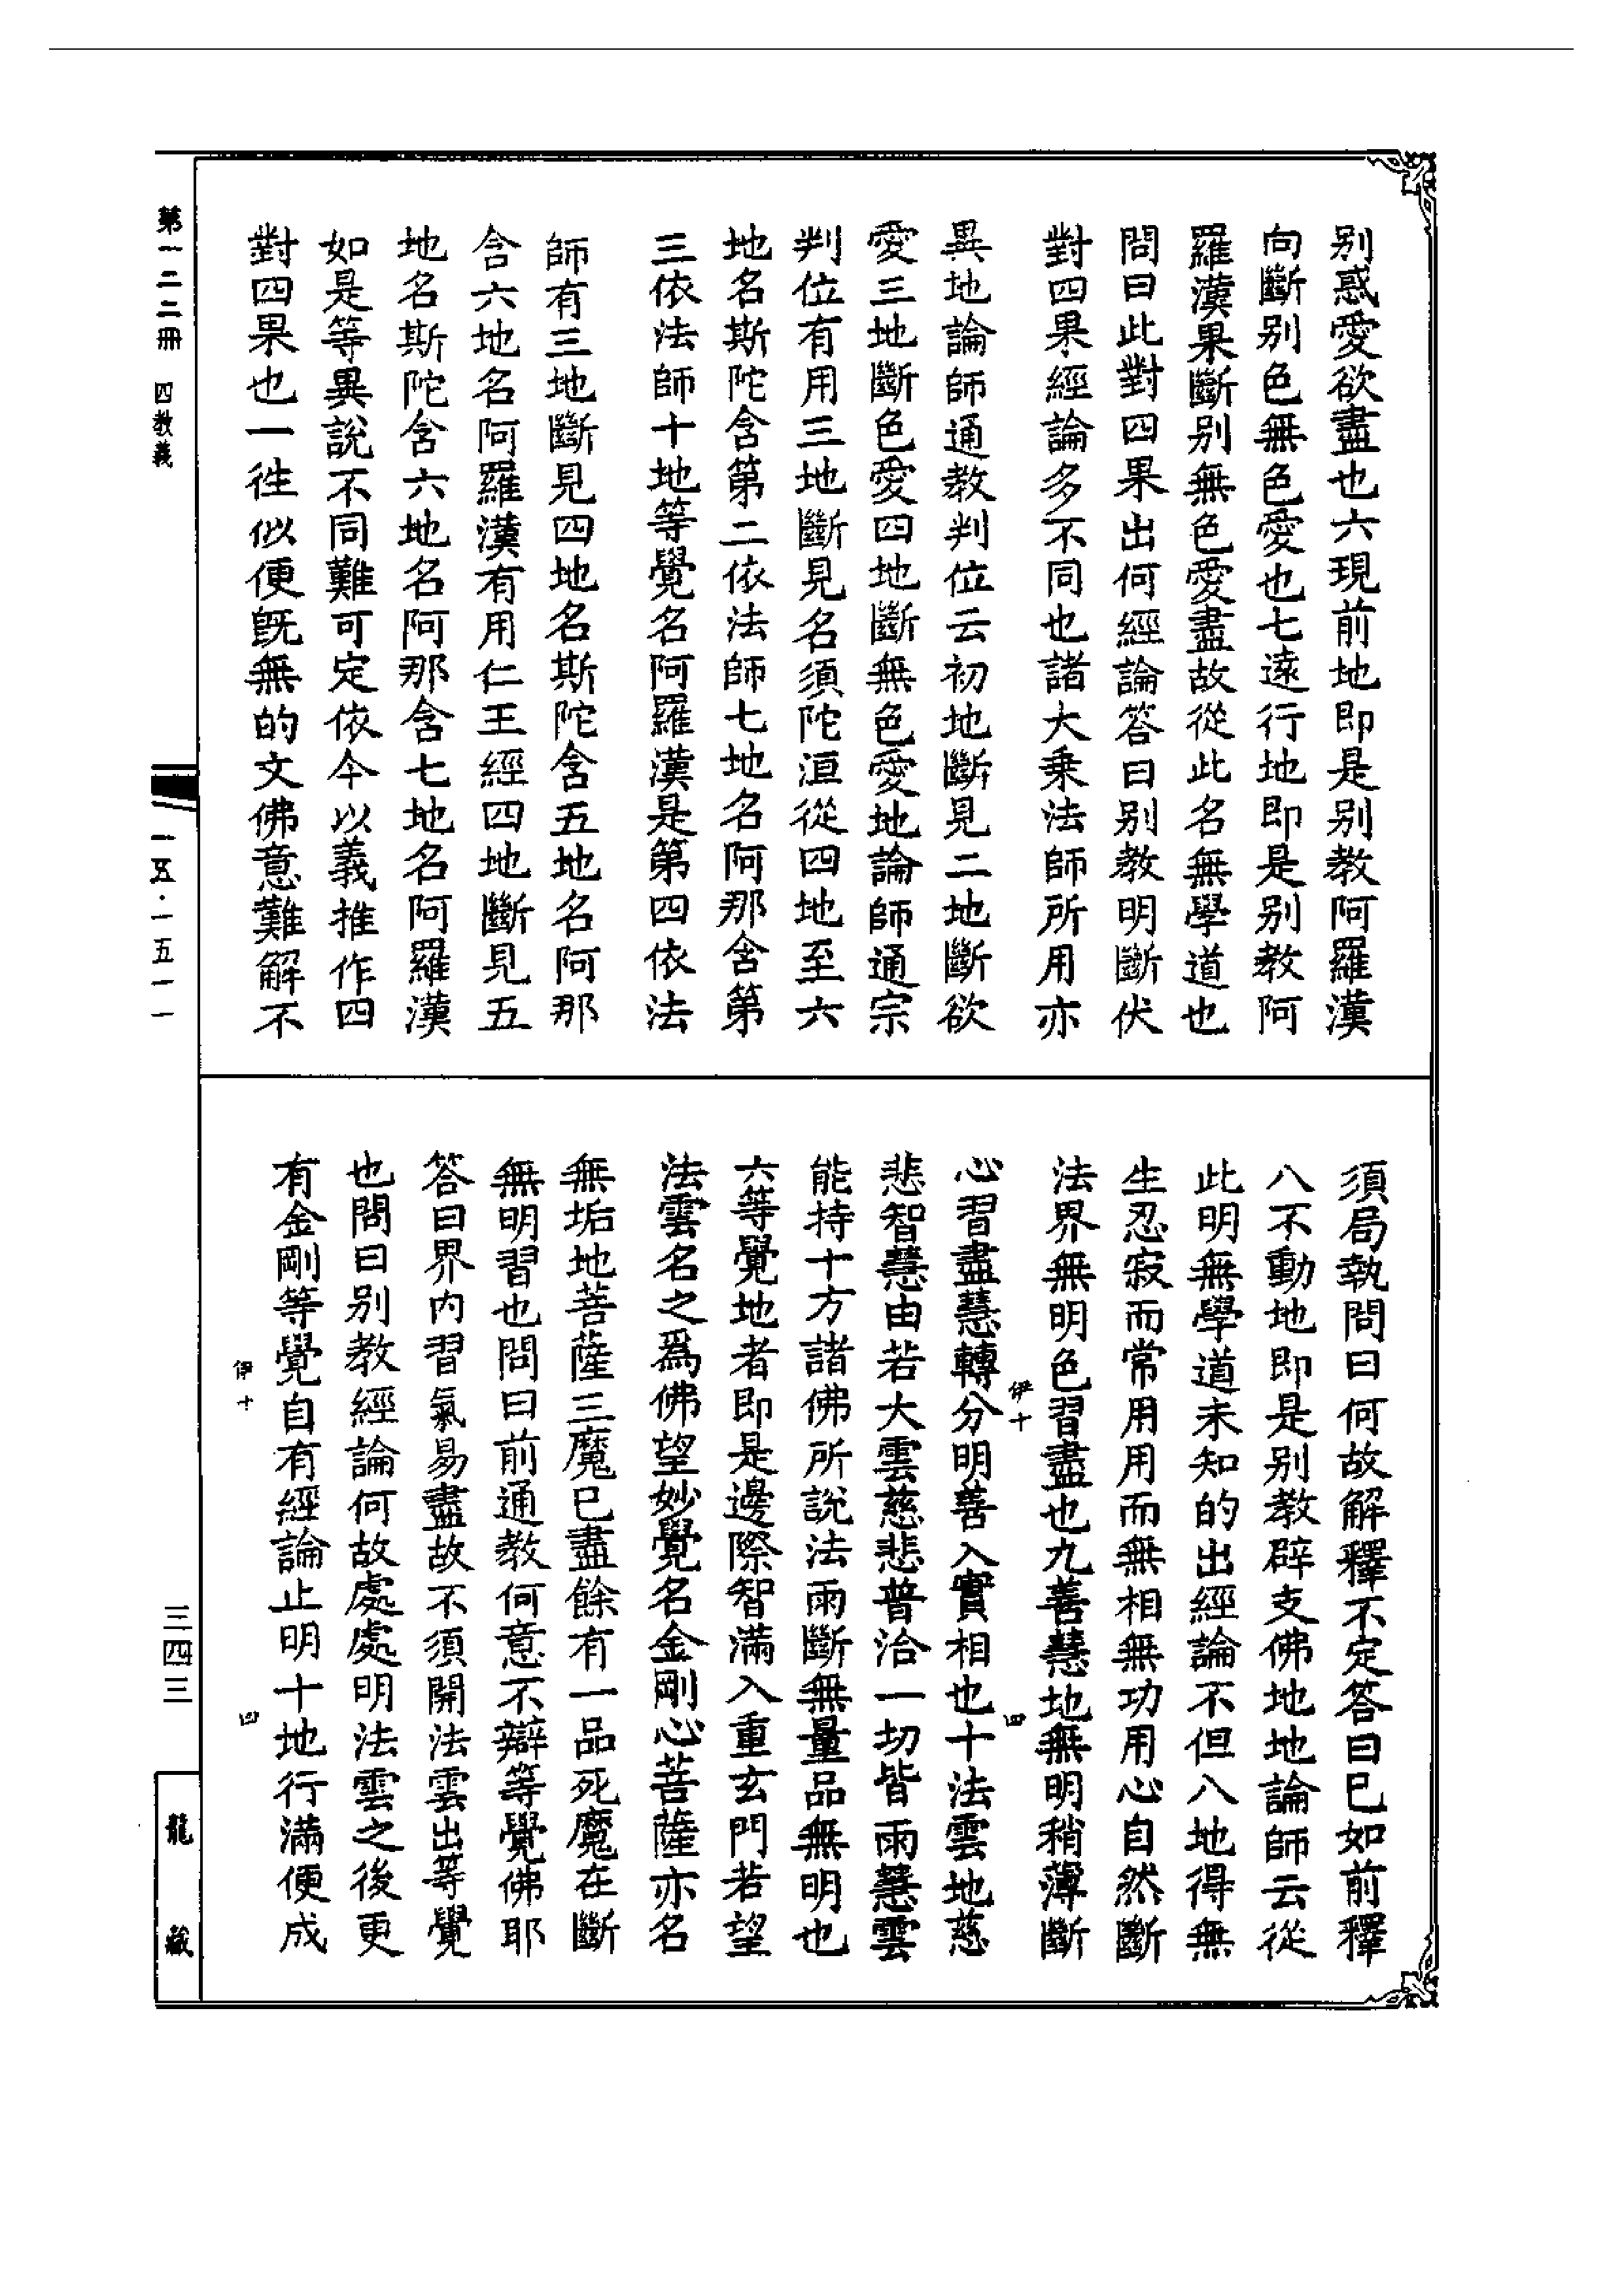 别惑愛欲盡也六現前地即是别教阿羅漢
向斷别色無色愛也七遠行地即是别教阿
羅漢果斷别無色愛盡故從此名無學道也
問曰此對四果出何經論答曰别教明斷伏
對四果經論多不同也諸大乗法師所用亦
異地論師通教判位云初地斷見二地斷欲
愛三地斷色愛四地斷無色愛地論師通宗
判位有用三地斷見名須陀洹從四地至六
地名斯陀含第二依法師七地名阿那含第
三依法師十地等覺名阿羅漢是第四依法
師有三地斷見四地名斯陀含五地名阿那
含六地名阿羅漢有用仁王經四地斷見五
地名斯陀含六地名阿那含七地名阿羅漢
如是等異説不同難可定依今以義推作四
對四果也一徃似便旣無的文佛意難解不
須局執問曰何故解釋不定答曰巳如前釋
八不動地即是别教辟支佛地地論師云從
此明無學道未知的出經論不但八地得無
生忍寂而常用用而無相無功用心自然斷
法界無明色習盡也九善慧地無明稍薄斷
伊十 四
心習盡慧轉分明善入實相也十法雲地慈
悲智慧由若大雲慈悲普洽一切皆雨慧雲
能持十方諸佛所説法雨斷無量品無明也
六等覺地者即是邊際智滿入重玄門若望
法雲名之爲佛望妙覺名金剛心菩薩亦名
無垢地菩薩三魔巳盡餘有一品死魔在斷
無明習也問曰前通教何意不辯等覺佛耶
答曰界内習氣易盡故不須開法雲出等覺
也問曰别教經論何故處處明法雲之後更
有金剛等覺自有經論止明十地行滿便成
伊十 四
第一二二冊 四教義
一五·一五一一
三四三
龍藏